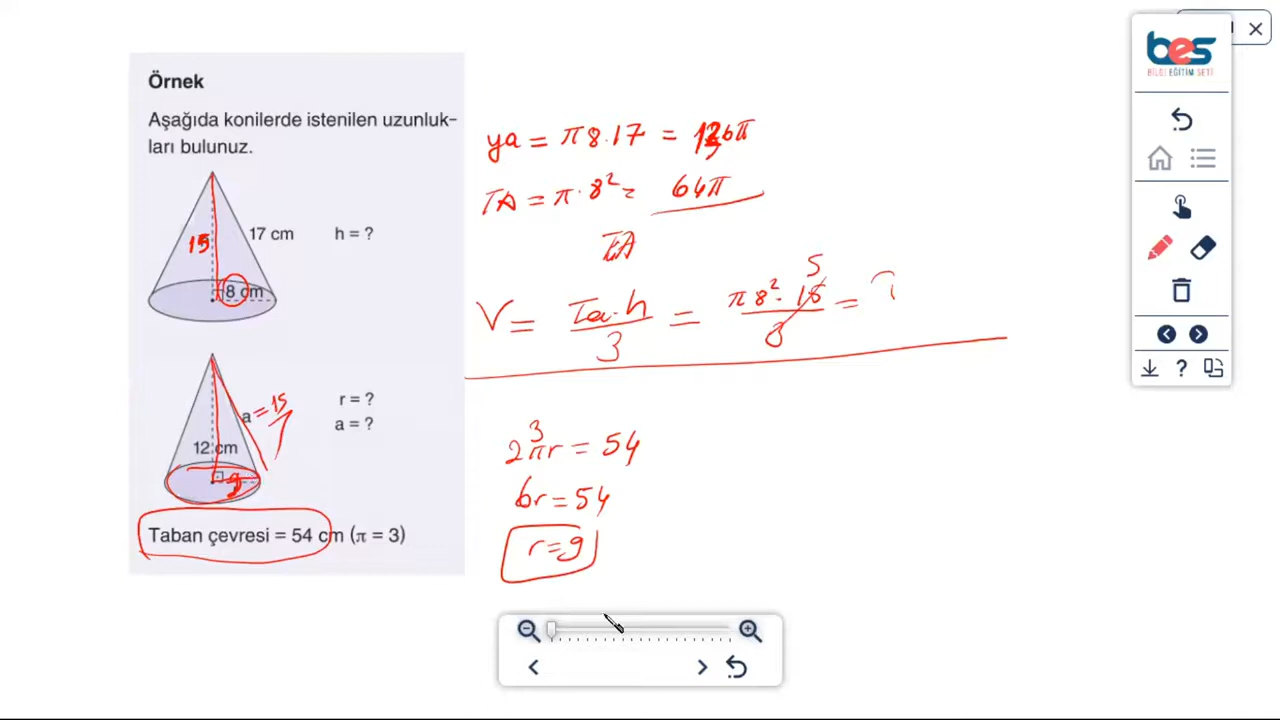 Örnek
Aşağıda konilerde istenilen uzunluk-
ları bulunuz.
15
17 cm
h = ?
8 cm
a = 15
r = ?
a = ?
12 cm
9
Taban çevresi = 54 cm (π = 3)
ya = π 8 . 17 = 136π
TA = π . 8² = 64π
TA
V = Ta . h / 3 = π 8² . 15 / 3 =
5
2πr = 54
3
6r = 54
r = 9
bes
BİLGİ EĞİTİM SETİ
?